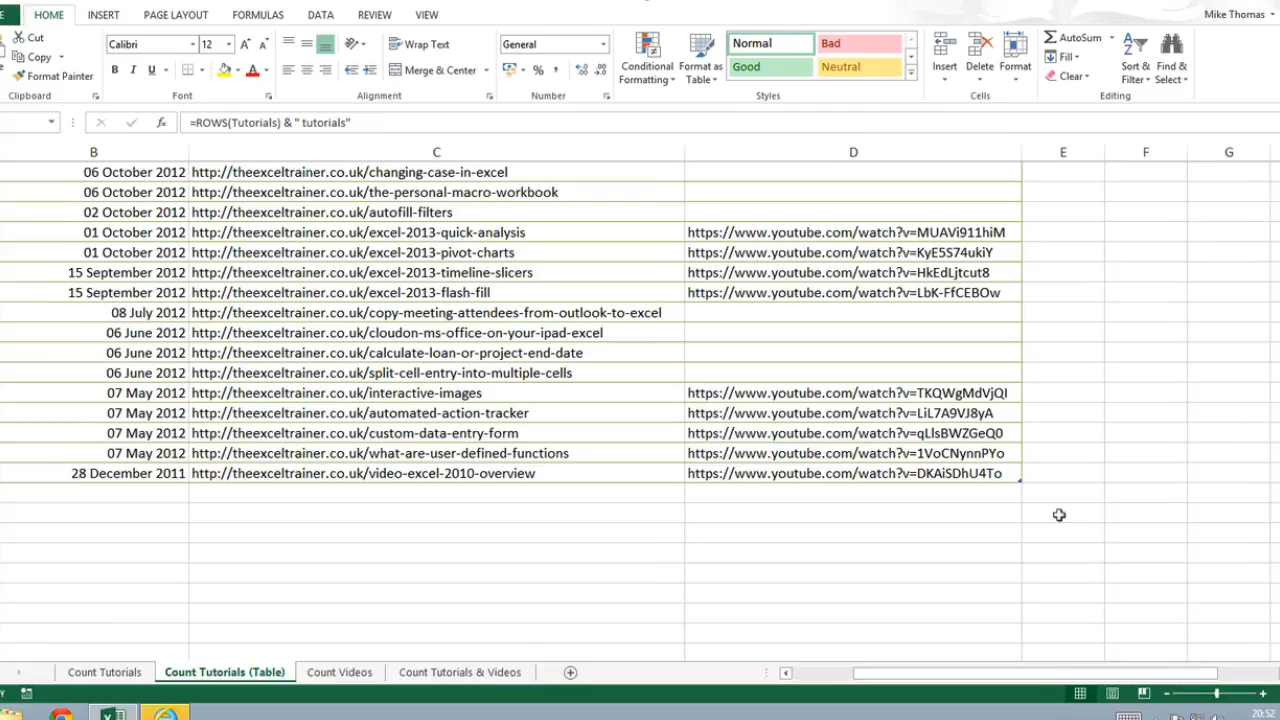 HOME INSERT PAGE LAYOUT FORMULAS DATA REVIEW VIEW Mike Thomas
Cut
Copy
Format Painter
Clipboard
Calibri 12
B I U
Font
Wrap Text
Merge & Center
Alignment
General
%
Number
Conditional Formatting
Format as Table
Normal Bad
Good Neutral
Styles
Insert Delete Format
Cells
AutoSum
Fill
Clear
Sort & Filter
Find & Select
Editing
=ROWS(Tutorials) & " tutorials"
B C D E F G
06 October 2012 http://theexceltrainer.co.uk/changing-case-in-excel
06 October 2012 http://theexceltrainer.co.uk/the-personal-macro-workbook
02 October 2012 http://theexceltrainer.co.uk/autofill-filters
01 October 2012 http://theexceltrainer.co.uk/excel-2013-quick-analysis https://www.youtube.com/watch?v=MUAVi911hiM
01 October 2012 http://theexceltrainer.co.uk/excel-2013-pivot-charts https://www.youtube.com/watch?v=KyE5S74ukiY
15 September 2012 http://theexceltrainer.co.uk/excel-2013-timeline-slicers https://www.youtube.com/watch?v=HkEdLjtcut8
15 September 2012 http://theexceltrainer.co.uk/excel-2013-flash-fill https://www.youtube.com/watch?v=LbK-FfCEBOw
08 July 2012 http://theexceltrainer.co.uk/copy-meeting-attendees-from-outlook-to-excel
06 June 2012 http://theexceltrainer.co.uk/cloudon-ms-office-on-your-ipad-excel
06 June 2012 http://theexceltrainer.co.uk/calculate-loan-or-project-end-date
06 June 2012 http://theexceltrainer.co.uk/split-cell-entry-into-multiple-cells
07 May 2012 http://theexceltrainer.co.uk/interactive-images https://www.youtube.com/watch?v=TKQWgMdVjQI
07 May 2012 http://theexceltrainer.co.uk/automated-action-tracker https://www.youtube.com/watch?v=LiL7A9VJ8yA
07 May 2012 http://theexceltrainer.co.uk/custom-data-entry-form https://www.youtube.com/watch?v=qLlsBWZGeQ0
07 May 2012 http://theexceltrainer.co.uk/what-are-user-defined-functions https://www.youtube.com/watch?v=1VoCNynnPYo
28 December 2011 http://theexceltrainer.co.uk/video-excel-2010-overview https://www.youtube.com/watch?v=DKAiSDhU4To
Count Tutorials Count Tutorials (Table) Count Videos Count Tutorials & Videos
20:52